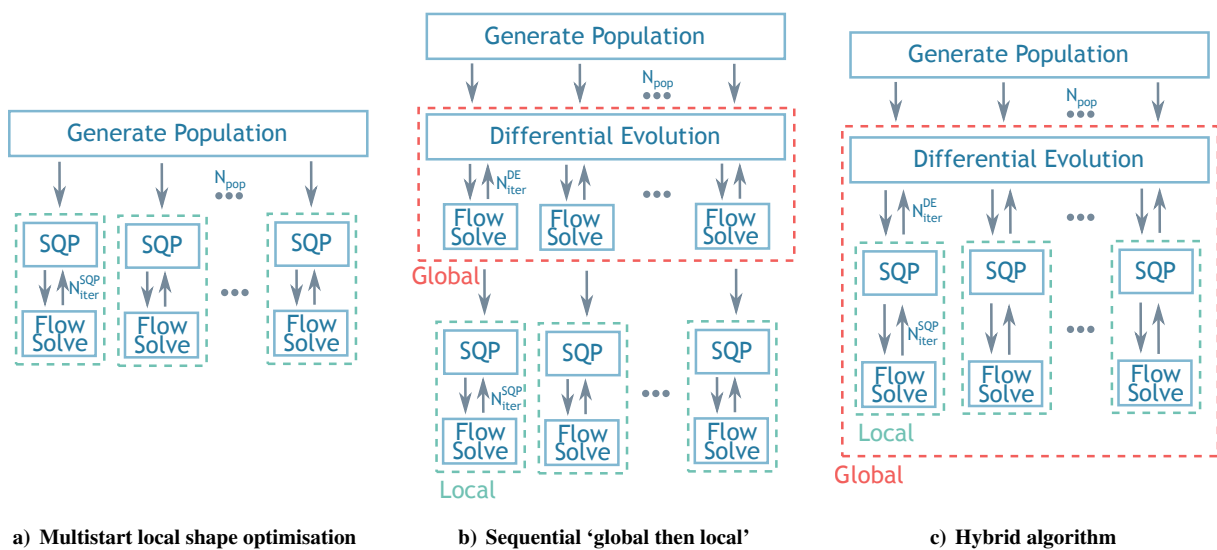 Generate Population
N_pop
SQP
SQP
SQP
N_iter^SQP
Flow Solve
Flow Solve
Flow Solve
a) Multistart local shape optimisation
Generate Population
N_pop
Differential Evolution
N_iter^DE
Flow Solve
Flow Solve
Flow Solve
Global
SQP
SQP
SQP
N_iter^SQP
Flow Solve
Flow Solve
Flow Solve
Local
b) Sequential ‘global then local’
Generate Population
N_pop
Differential Evolution
N_iter^DE
SQP
SQP
SQP
N_iter^SQP
Flow Solve
Flow Solve
Flow Solve
Local
Global
c) Hybrid algorithm